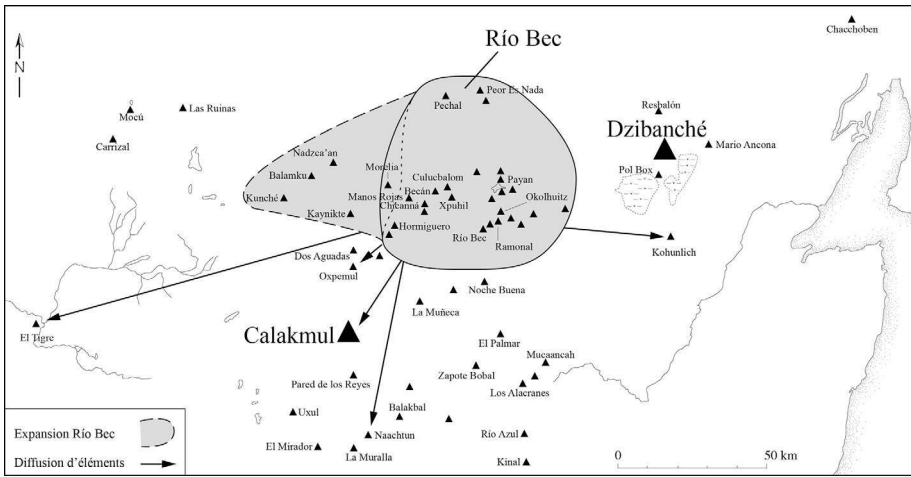 Río Bec
Chacchoben
N
Peor Es Nada
Pechal
Las Ruinas
Mocú
Resbalón
Dzibanché
Carrizal
Mario Ancona
Nadzca'an
Morelia
Balamku
Culucbalom
Payan
Pol Box
Becán
Okolhuitz
Kunché
Manos Rojas
Chicanná
Xpuhil
Kaynikte
Hormiguero
Río Bec
Ramonal
Kohunlich
Dos Aguadas
Oxpemul
Noche Buena
La Muñeca
El Tigre
Calakmul
El Palmar
Mucaancah
Zapote Bobal
Pared de los Reyes
Los Alacranes
Uxul
Balakbal
Expansion Río Bec
Naachtun
Río Azul
El Mirador
La Muralla
Diffusion d'éléments
Kinal
0 50 km